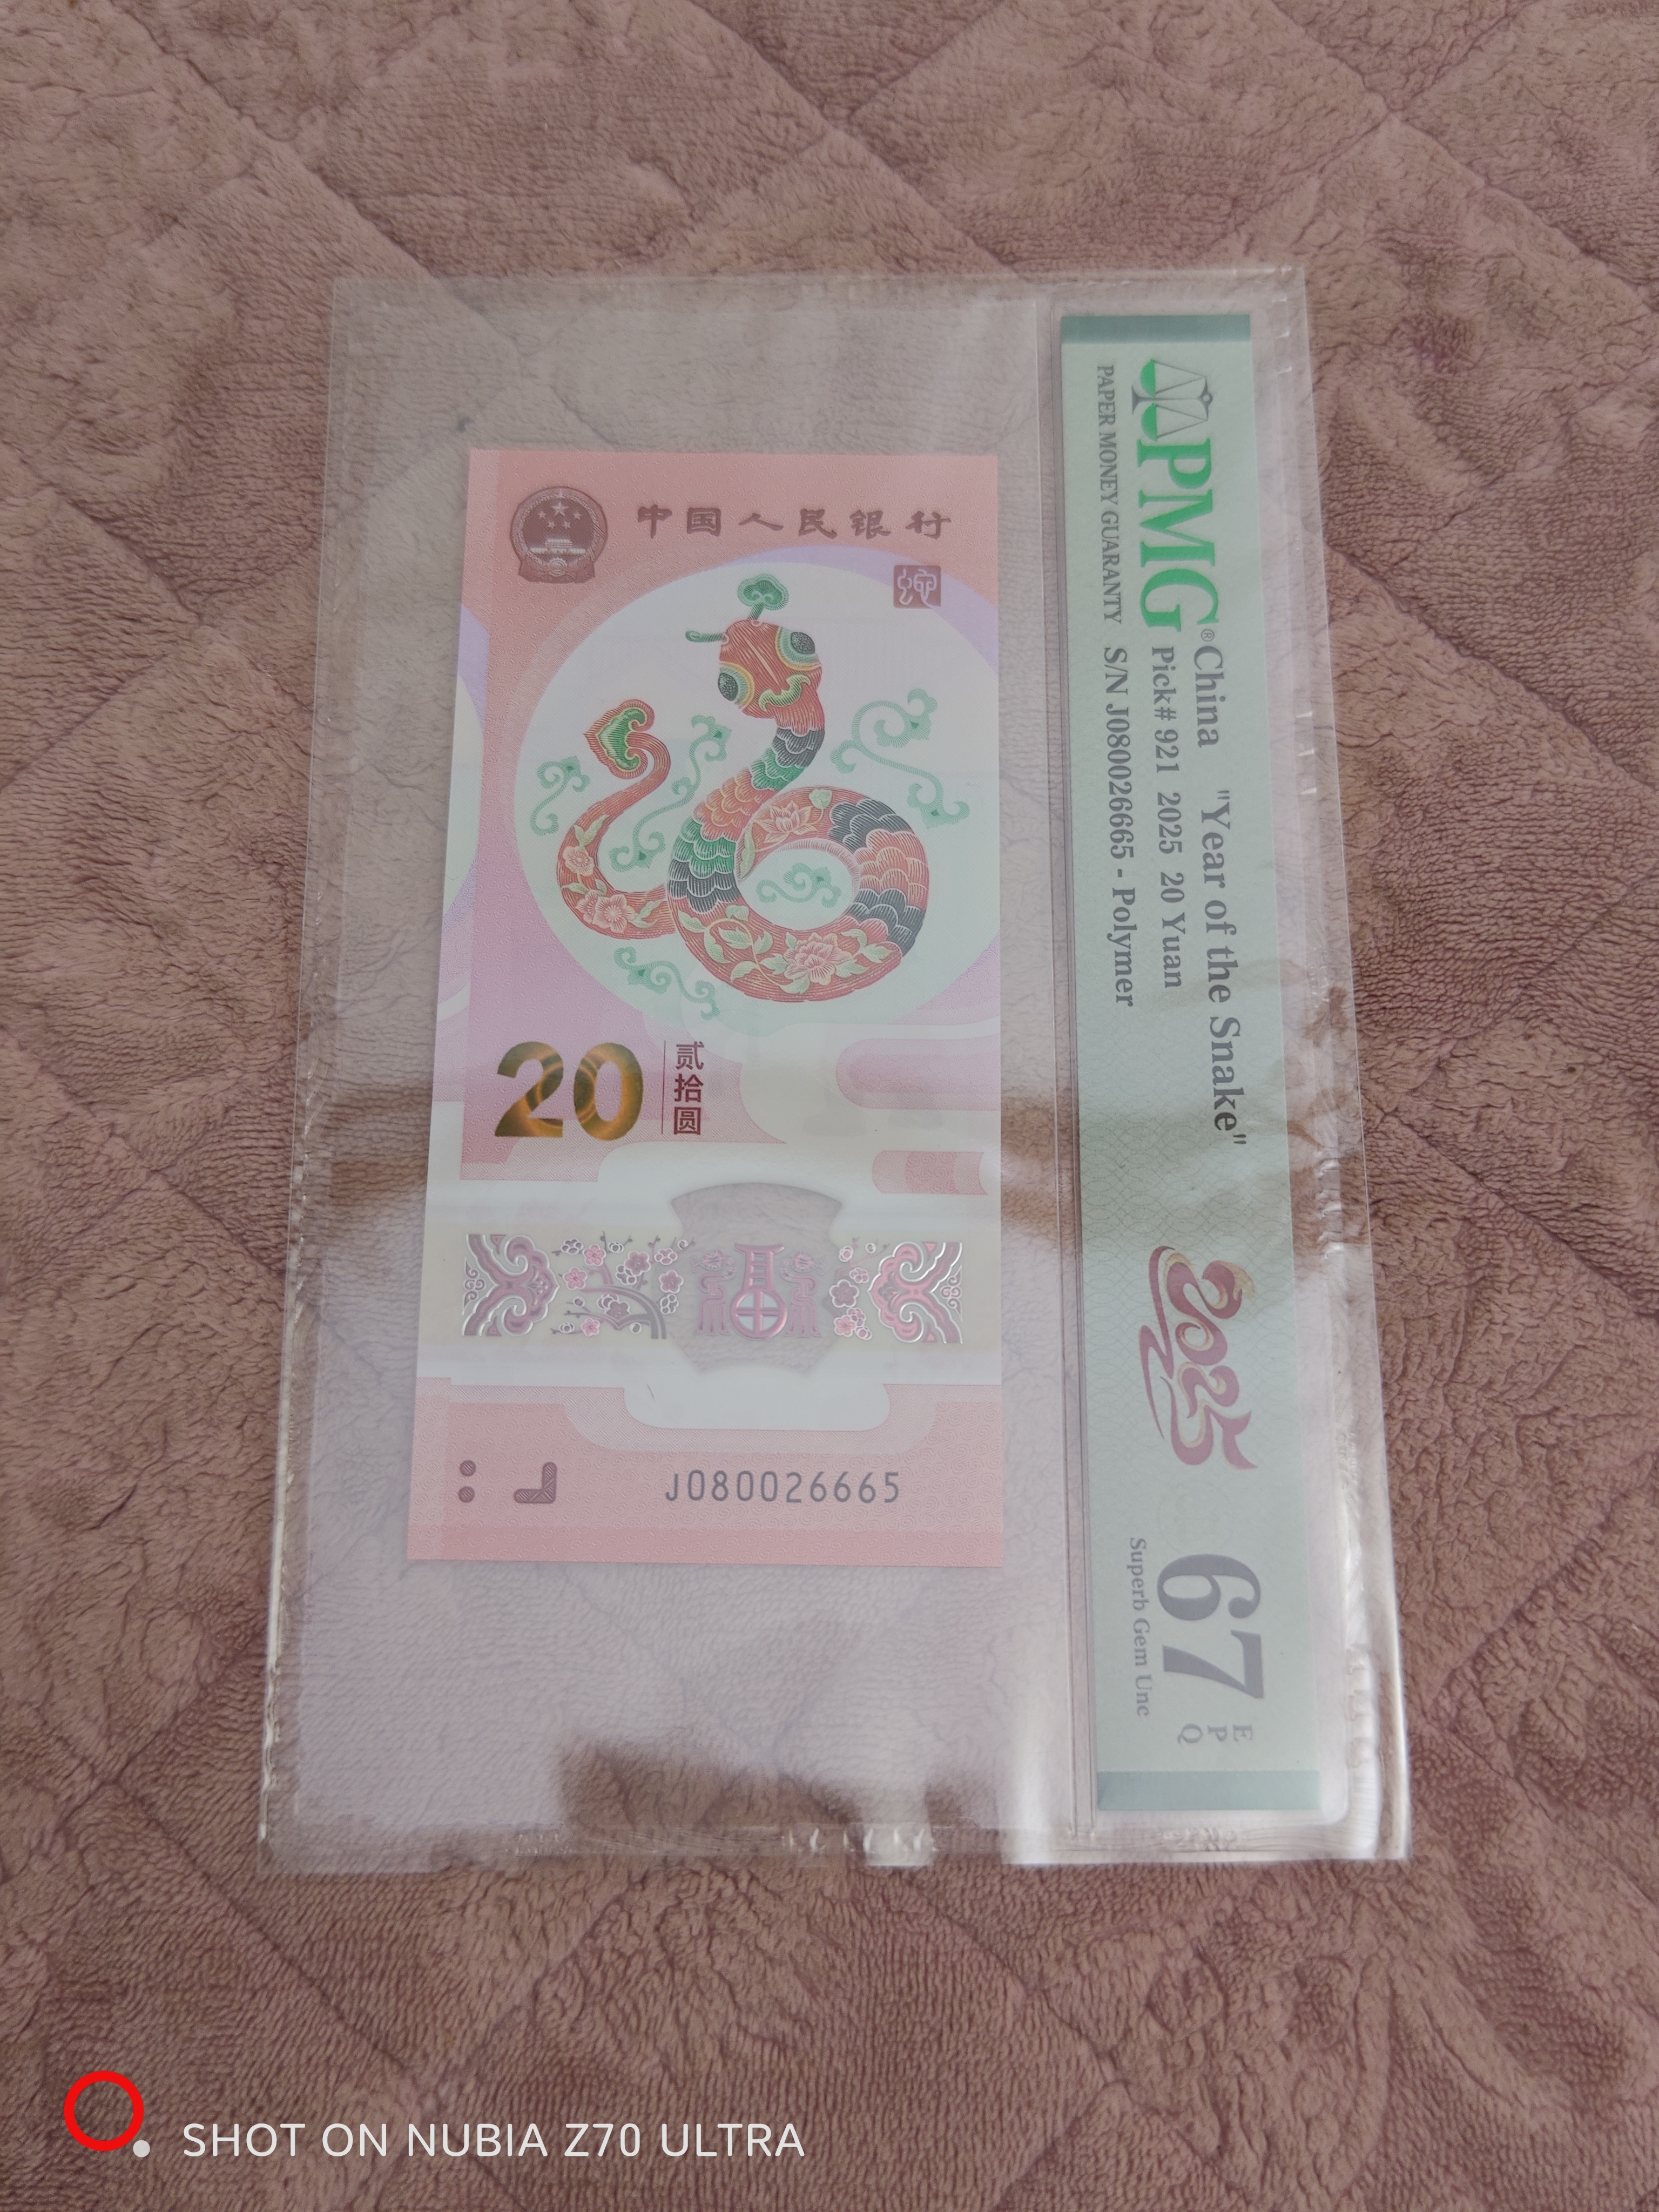 中国人民银行
蛇
20
贰拾圆
福
J080026665
PMG®
PAPER MONEY GUARANTY
China "Year of the Snake"
Pick# 921 2025 20 Yuan
S/N J080026665 - Polymer
2025
67
EPQ
Superb Gem Unc
SHOT ON NUBIA Z70 ULTRA